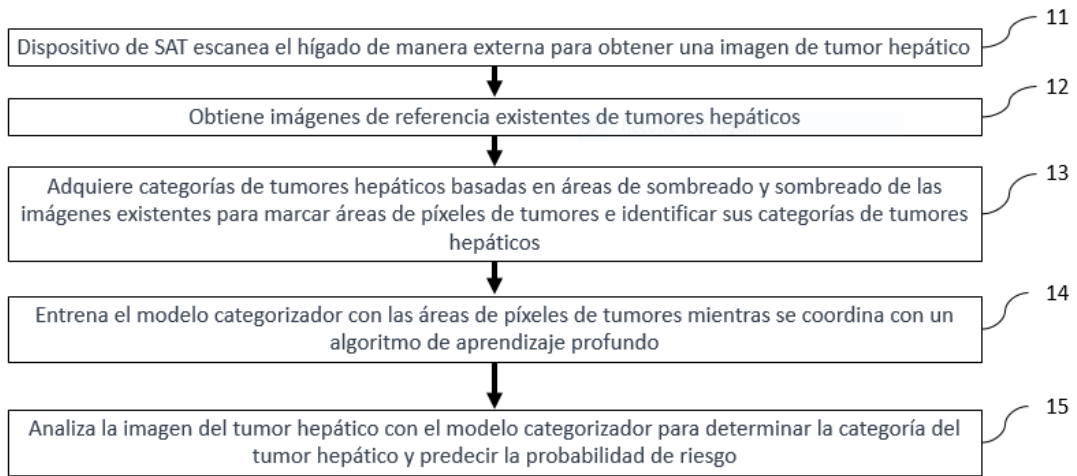 11
Dispositivo de SAT escanea el hígado de manera externa para obtener una imagen de tumor hepático
12
Obtiene imágenes de referencia existentes de tumores hepáticos
13
Adquiere categorías de tumores hepáticos basadas en áreas de sombreado y sombreado de las
imágenes existentes para marcar áreas de píxeles de tumores e identificar sus categorías de tumores
hepáticos
14
Entrena el modelo categorizador con las áreas de píxeles de tumores mientras se coordina con un
algoritmo de aprendizaje profundo
15
Analiza la imagen del tumor hepático con el modelo categorizador para determinar la categoría del
tumor hepático y predecir la probabilidad de riesgo